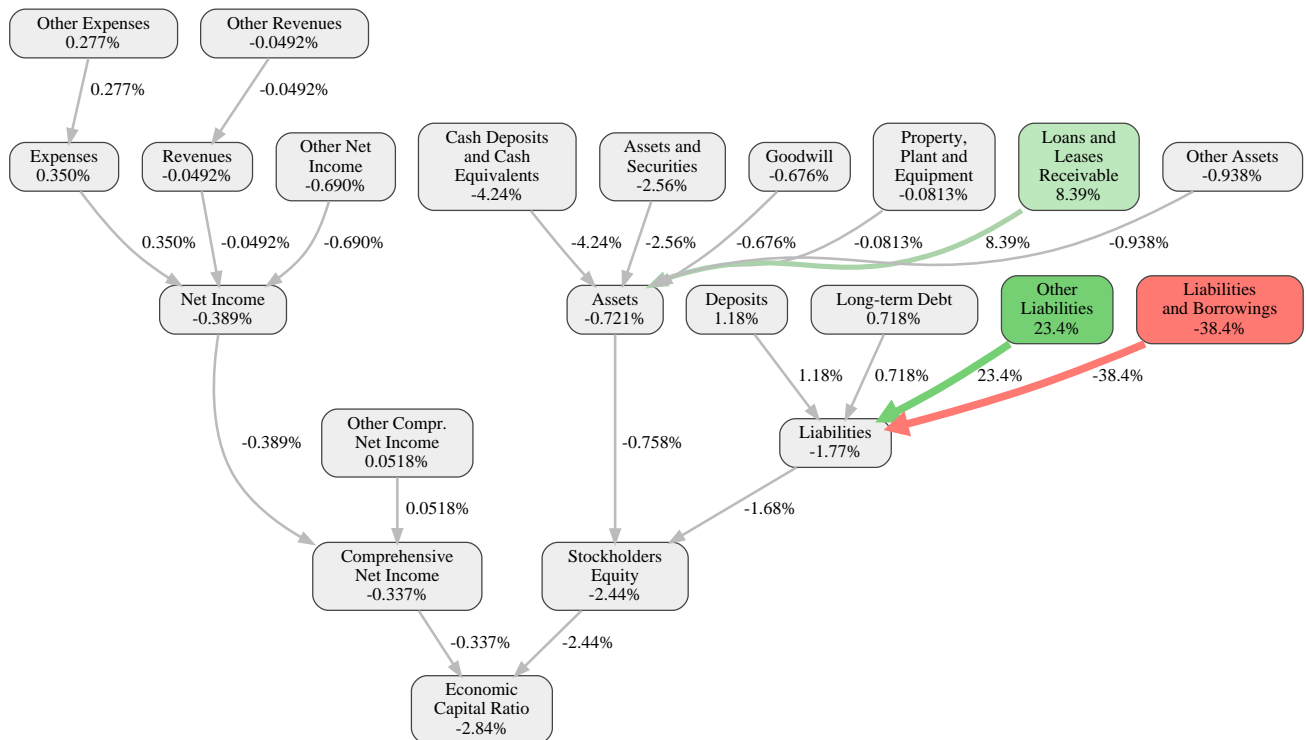 Other Expenses
0.277%
Other Revenues
-0.0492%
0.277%
-0.0492%
Expenses
0.350%
Revenues
-0.0492%
Other Net
Income
-0.690%
Cash Deposits
and Cash
Equivalents
-4.24%
Assets and
Securities
-2.56%
Goodwill
-0.676%
Property,
Plant and
Equipment
-0.0813%
Loans and
Leases
Receivable
8.39%
Other Assets
-0.938%
0.350%
-0.0492%
-0.690%
-4.24%
-2.56%
-0.676%
-0.0813%
8.39%
-0.938%
Net Income
-0.389%
Assets
-0.721%
Deposits
1.18%
Long-term Debt
0.718%
Other
Liabilities
23.4%
Liabilities
and Borrowings
-38.4%
1.18%
0.718%
23.4%
-38.4%
-0.389%
Other Compr.
Net Income
0.0518%
-0.758%
Liabilities
-1.77%
0.0518%
-1.68%
Comprehensive
Net Income
-0.337%
Stockholders
Equity
-2.44%
-0.337%
-2.44%
Economic
Capital Ratio
-2.84%